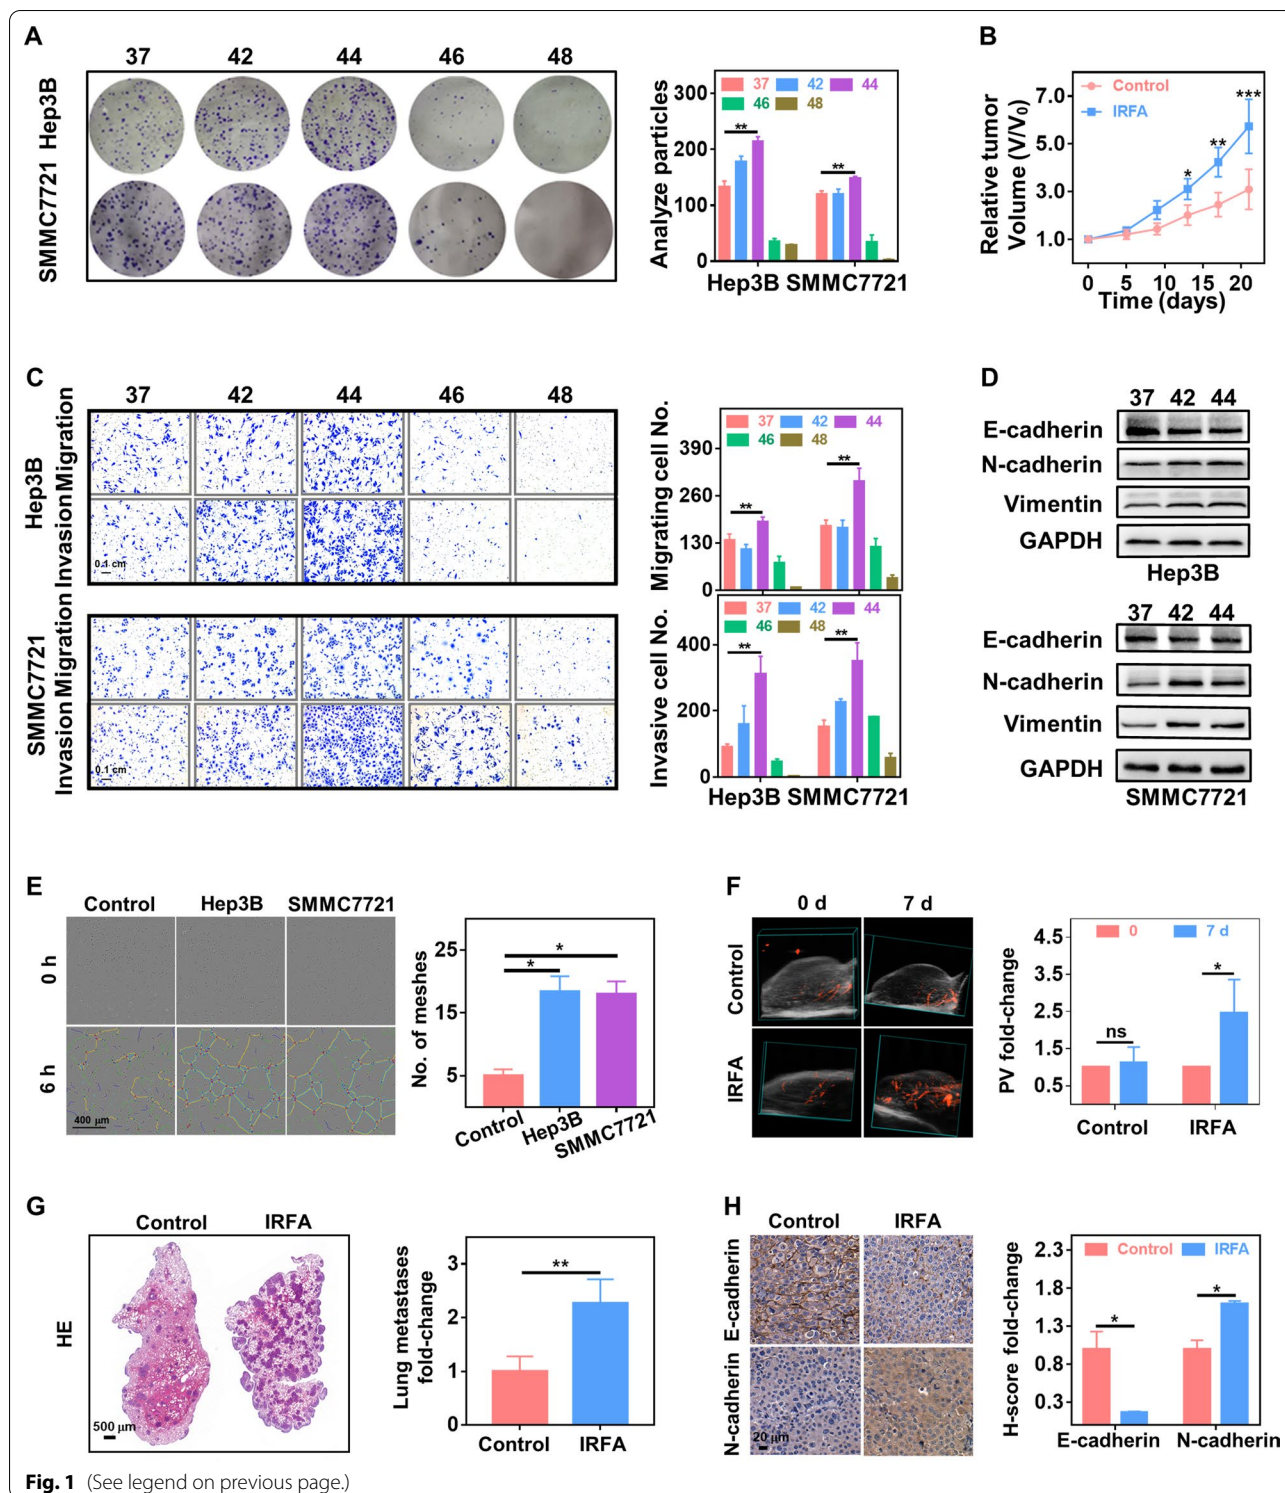 A
37 42 44 46 48
Hep3B
SMMC7721
Analyze particles
300
200
100
0
37 42 44
46 48
**
**
Hep3B SMMC7721
B
Relative tumor
Volume (V/V0)
7.0
5.0
3.0
1.0
Control
IRFA
*
**
***
0 5 10 15 20
Time (days)
C
37 42 44 46 48
Hep3B
Migration
Invasion
0.1 cm
SMMC7721
Migration
Invasion
0.1 cm
Migrating cell No.
390
260
130
0
37 42 44
46 48
**
**
Invasive cell No.
400
200
0
37 42 44
46 48
**
**
Hep3B SMMC7721
D
37 42 44
E-cadherin
N-cadherin
Vimentin
GAPDH
Hep3B
37 42 44
E-cadherin
N-cadherin
Vimentin
GAPDH
SMMC7721
E
Control Hep3B SMMC7721
0 h
6 h
400 μm
No. of meshes
25
15
5
*
*
Control
Hep3B
SMMC7721
F
0 d 7 d
Control
IRFA
PV fold-change
4.5
3.5
2.5
1.5
0.5
0 7 d
ns
*
Control IRFA
G
Control IRFA
HE
500 μm
Lung metastases
fold-change
3
2
1
0
**
Control IRFA
H
Control IRFA
E-cadherin
N-cadherin
20 μm
H-score fold-change
2.3
1.8
1.3
0.8
0.3
Control IRFA
*
*
E-cadherin N-cadherin
Fig. 1 (See legend on previous page.)